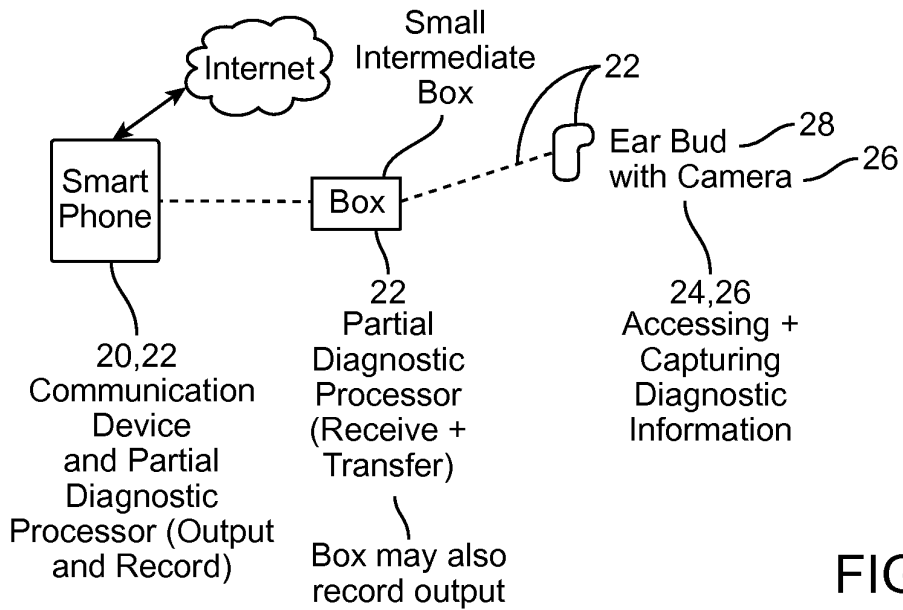 Internet
Small
Intermediate
Box
22
Ear Bud
28
with Camera
26
Smart
Phone
Box
20,22
Communication
Device
and Partial
Diagnostic
Processor (Output
and Record)
22
Partial
Diagnostic
Processor
(Receive +
Transfer)
Box may also
record output
24,26
Accessing +
Capturing
Diagnostic
Information
FIG